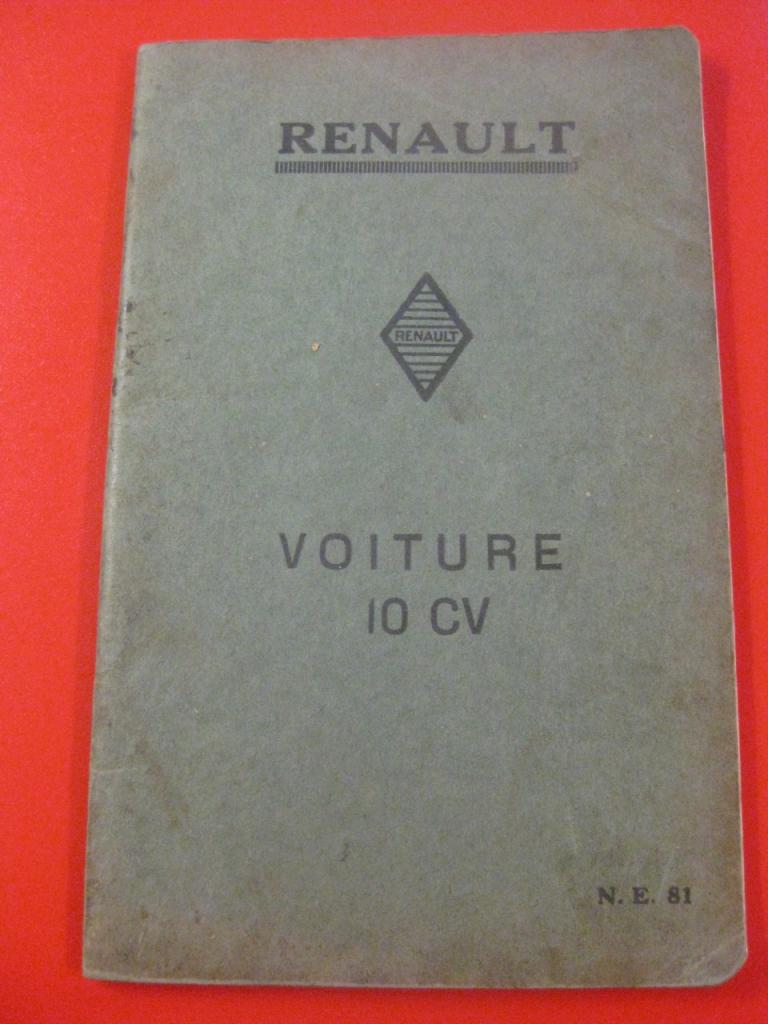 RENAULT
RENAULT
VOITURE
10 CV
N. E. 81